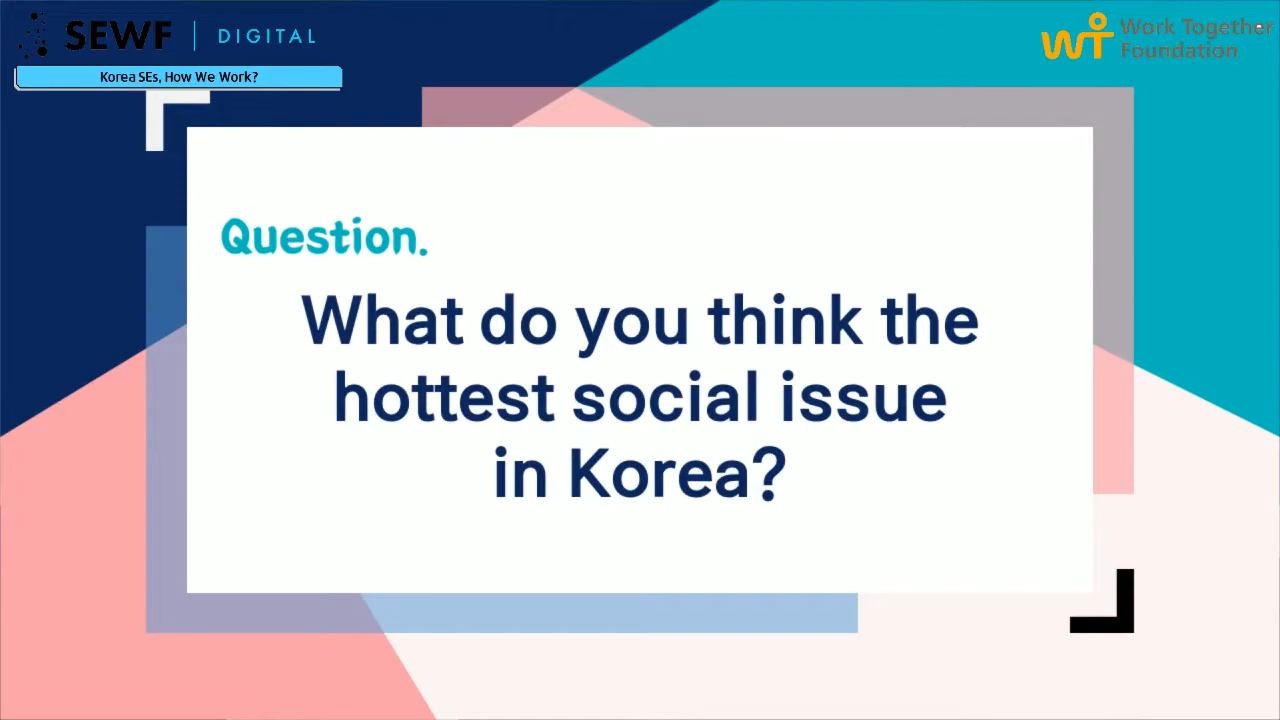 SEWF | DIGITAL
Korea SEs, How We Work?
Work Together
Foundation
Question.
What do you think the
hottest social issue
in Korea?